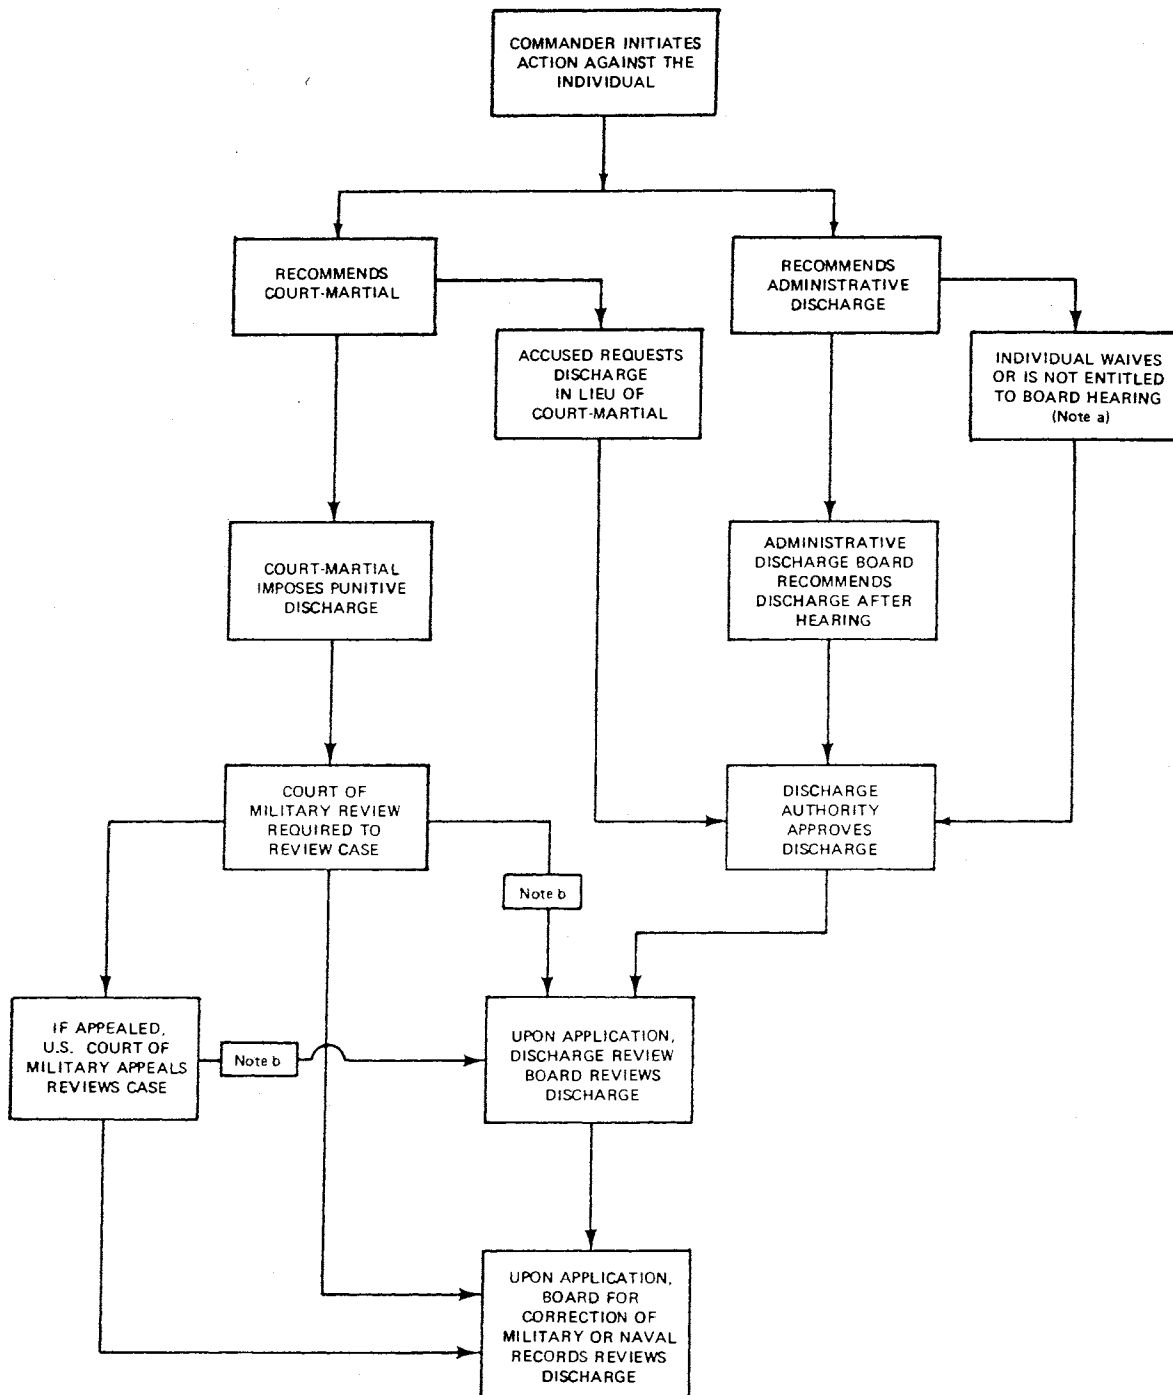 COMMANDER INITIATES
ACTION AGAINST THE
INDIVIDUAL
RECOMMENDS
COURT-MARTIAL
RECOMMENDS
ADMINISTRATIVE
DISCHARGE
ACCUSED REQUESTS
DISCHARGE
IN LIEU OF
COURT-MARTIAL
INDIVIDUAL WAIVES
OR IS NOT ENTITLED
TO BOARD HEARING
(Note a)
COURT-MARTIAL
IMPOSES PUNITIVE
DISCHARGE
ADMINISTRATIVE
DISCHARGE BOARD
RECOMMENDS
DISCHARGE AFTER
HEARING
COURT OF
MILITARY REVIEW
REQUIRED TO
REVIEW CASE
DISCHARGE
AUTHORITY
APPROVES
DISCHARGE
Note b
IF APPEALED,
U.S. COURT OF
MILITARY APPEALS
REVIEWS CASE
Note b
UPON APPLICATION,
DISCHARGE REVIEW
BOARD REVIEWS
DISCHARGE
UPON APPLICATION,
BOARD FOR
CORRECTION OF
MILITARY OR NAVAL
RECORDS REVIEWS
DISCHARGE